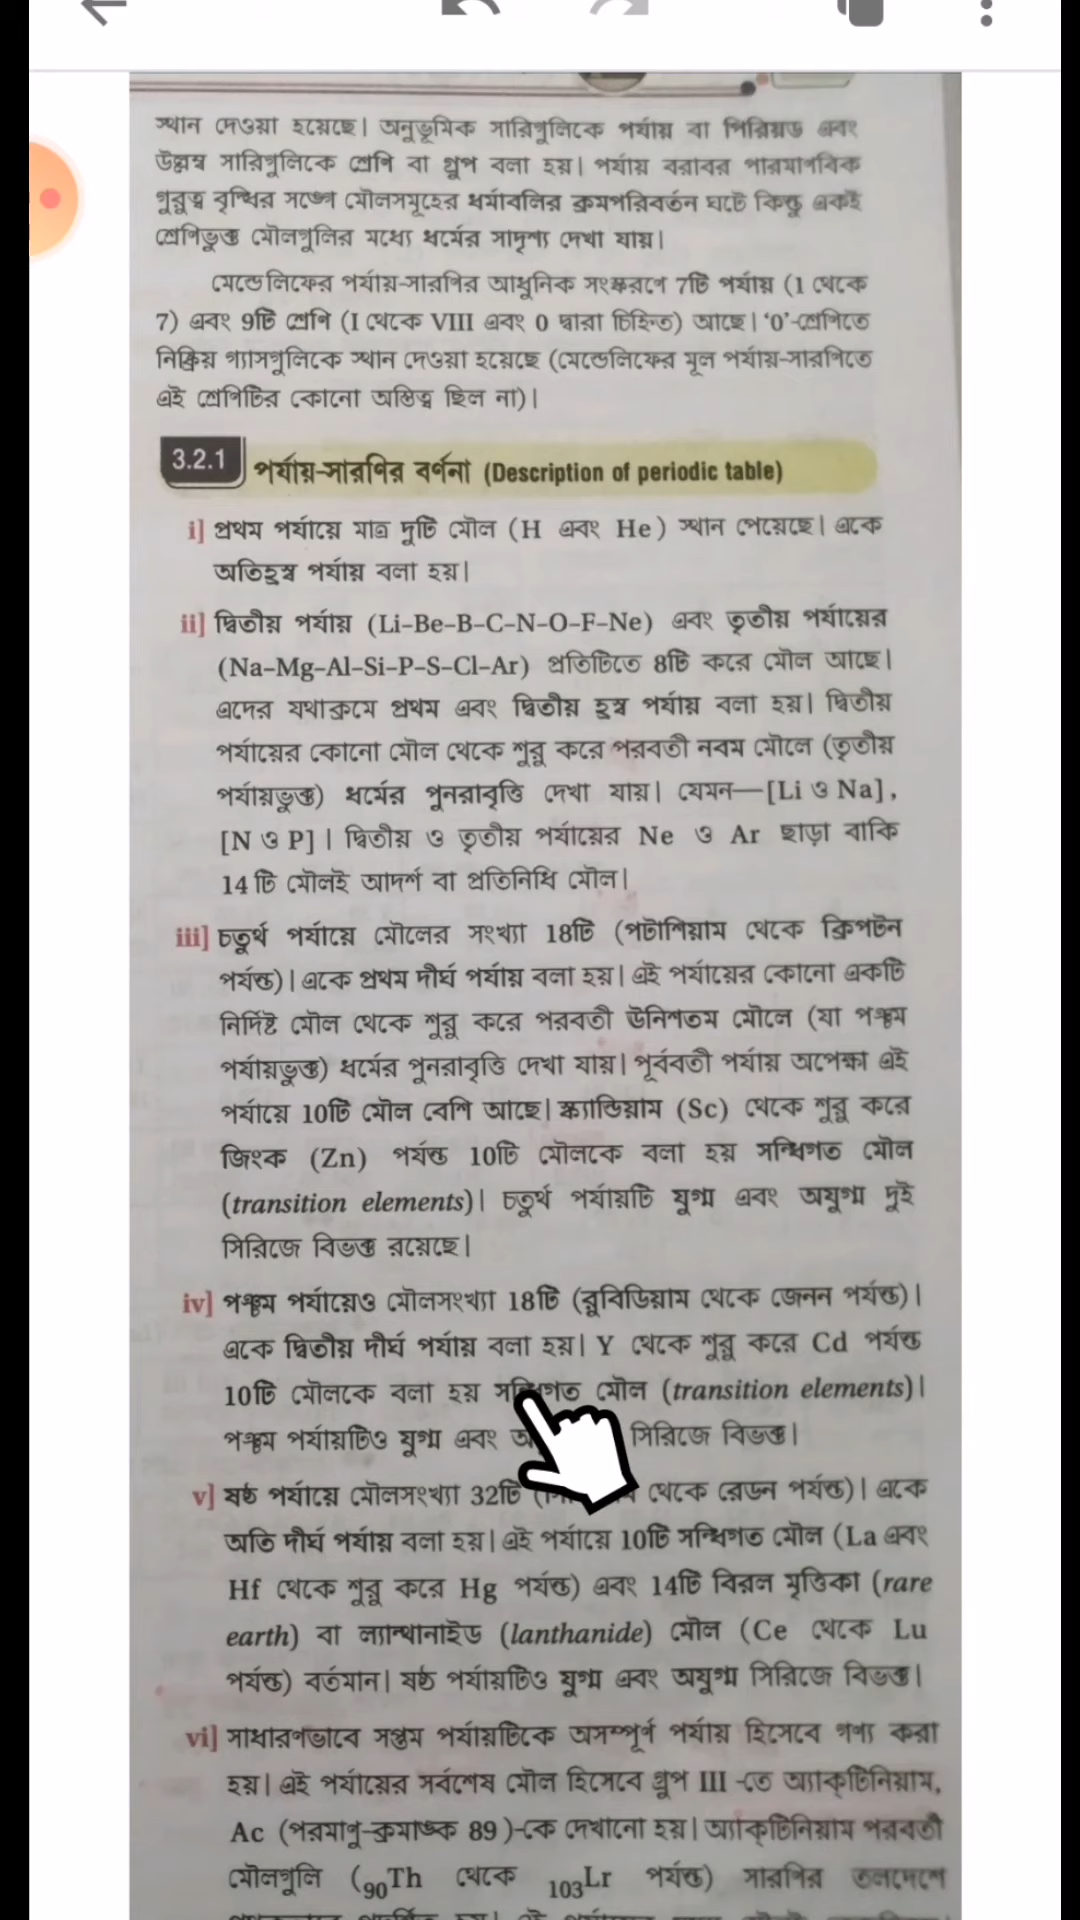 স্থান দেওয়া হয়েছে। অনুভূমিক সারিগুলিকে পর্যায় বা পিরিয়ড এবং
উল্লম্ব সারিগুলিকে শ্রেণি বা গ্রুপ বলা হয়। পর্যায় বরাবর পারমাণবিক
গুরুত্ব বৃদ্ধির সঙ্গে মৌলসমূহের ধর্মাবলির ক্রমপরিবর্তন ঘটে কিন্তু একই
শ্রেণিভুক্ত মৌলগুলির মধ্যে ধর্মের সাদৃশ্য দেখা যায়।
মেন্ডেলিফের পর্যায়-সারণির আধুনিক সংস্করণে 7টি পর্যায় (1 থেকে
7) এবং 9টি শ্রেণি (I থেকে VIII এবং 0 দ্বারা চিহ্নিত) আছে। ‘0’-শ্রেণিতে
নিষ্ক্রিয় গ্যাসগুলিকে স্থান দেওয়া হয়েছে (মেন্ডেলিফের মূল পর্যায়-সারণিতে
এই শ্রেণিটির কোনো অস্তিত্ব ছিল না)।
3.2.1 পর্যায়-সারণির বর্ণনা (Description of periodic table)
i] প্রথম পর্যায়ে মাত্র দুটি মৌল (H এবং He) স্থান পেয়েছে। একে
অতিহ্রস্ব পর্যায় বলা হয়।
ii] দ্বিতীয় পর্যায় (Li–Be–B–C–N–O–F–Ne) এবং তৃতীয় পর্যায়ের
(Na–Mg–Al–Si–P–S–Cl–Ar) প্রতিটিতে 8টি করে মৌল আছে।
এদের যথাক্রমে প্রথম এবং দ্বিতীয় হ্রস্ব পর্যায় বলা হয়। দ্বিতীয়
পর্যায়ের কোনো মৌল থেকে শুরু করে পরবর্তী নবম মৌলে (তৃতীয়
পর্যায়ভুক্ত) ধর্মের পুনরাবৃত্তি দেখা যায়। যেমন—[Li ও Na],
[N ও P]। দ্বিতীয় ও তৃতীয় পর্যায়ের Ne ও Ar ছাড়া বাকি
14টি মৌলই আদর্শ বা প্রতিনিধি মৌল।
iii] চতুর্থ পর্যায়ে মৌলের সংখ্যা 18টি (পটাশিয়াম থেকে ক্রিপটন
পর্যন্ত)। একে প্রথম দীর্ঘ পর্যায় বলা হয়। এই পর্যায়ের কোনো একটি
নির্দিষ্ট মৌল থেকে শুরু করে পরবর্তী ঊনিশতম মৌলে (যা পঞ্চম
পর্যায়ভুক্ত) ধর্মের পুনরাবৃত্তি দেখা যায়। পূর্ববর্তী পর্যায় অপেক্ষা এই
পর্যায়ে 10টি মৌল বেশি আছে। স্ক্যান্ডিয়াম (Sc) থেকে শুরু করে
জিংক (Zn) পর্যন্ত 10টি মৌলকে বলা হয় সন্ধিগত মৌল
(transition elements)। চতুর্থ পর্যায়টি যুগ্ম এবং অযুগ্ম দুই
সিরিজে বিভক্ত রয়েছে।
iv] পঞ্চম পর্যায়েও মৌলসংখ্যা 18টি (রুবিডিয়াম থেকে জেনন পর্যন্ত)।
একে দ্বিতীয় দীর্ঘ পর্যায় বলা হয়। Y থেকে শুরু করে Cd পর্যন্ত
10টি মৌলকে বলা হয় সন্ধিগত মৌল (transition elements)।
পঞ্চম পর্যায়টিও যুগ্ম এবং সিরিজে বিভক্ত।
v] ষষ্ঠ পর্যায়ে মৌলসংখ্যা 32টি থেকে রেডন পর্যন্ত)। একে
অতি দীর্ঘ পর্যায় বলা হয়। এই পর্যায়ে 10টি সন্ধিগত মৌল (La এবং
Hf থেকে শুরু করে Hg পর্যন্ত) এবং 14টি বিরল মৃত্তিকা (rare
earth) বা ল্যান্থানাইড (lanthanide) মৌল (Ce থেকে Lu
পর্যন্ত) বর্তমান। ষষ্ঠ পর্যায়টিও যুগ্ম এবং অযুগ্ম সিরিজে বিভক্ত।
vi] সাধারণভাবে সপ্তম পর্যায়টিকে অসম্পূর্ণ পর্যায় হিসেবে গণ্য করা
হয়। এই পর্যায়ের সর্বশেষ মৌল হিসেবে গ্রুপ III -তে অ্যাক্‌টিনিয়াম,
Ac (পরমাণু-ক্রমাঙ্ক 89)-কে দেখানো হয়। অ্যাক্‌টিনিয়াম পরবর্তী
মৌলগুলি (₉₀Th থেকে ₁₀₃Lr পর্যন্ত) সারণির তলদেশে